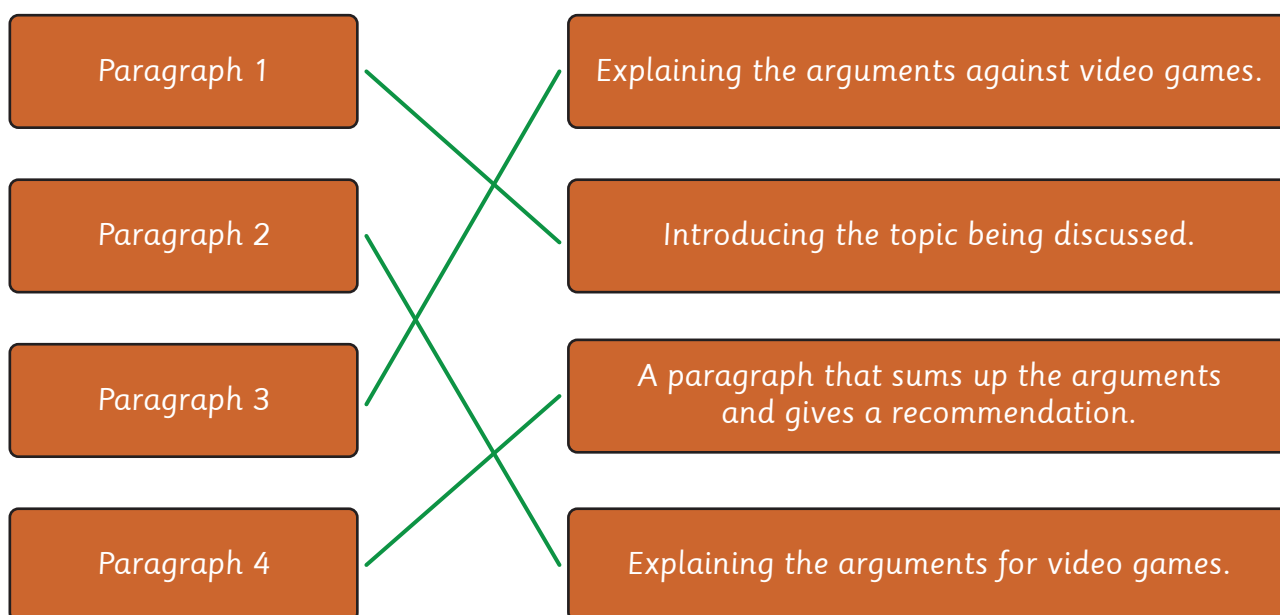 Paragraph 1
Explaining the arguments against video games.
Paragraph 2
Introducing the topic being discussed.
Paragraph 3
A paragraph that sums up the arguments
and gives a recommendation.
Paragraph 4
Explaining the arguments for video games.